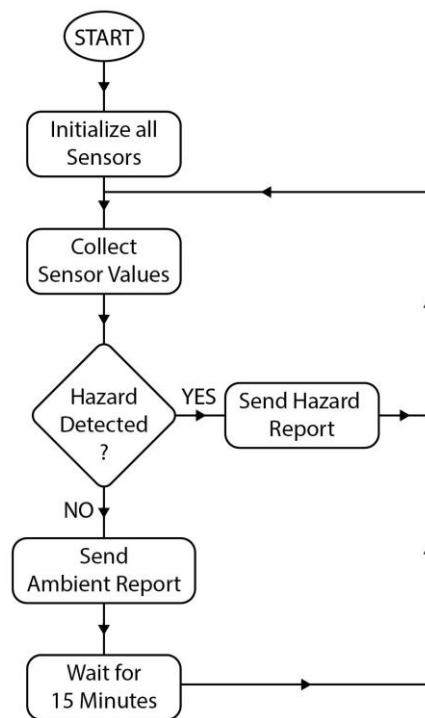 START
Initialize all
Sensors
Collect
Sensor Values
Hazard
Detected
?
YES
Send Hazard
Report
NO
Send
Ambient Report
Wait for
15 Minutes